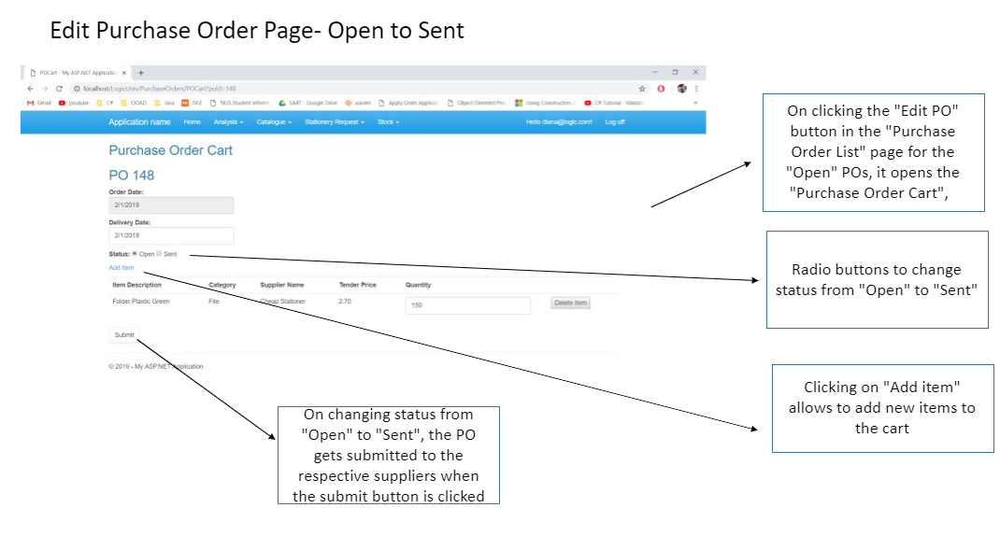 Edit Purchase Order Page- Open to Sent
POCart - My ASP.NET Applicatio
localhost/LogicUniv/PurchaseOrders/POCart?poId=148
Gmail youtube C# OOAD Java IVLE NUS Student Inform SA47 - Google Drive xiaomi Apply Grant Applica Object Oriented Pro Using Constructors C# Tutorial
Application name Home Analysis Catalogue Stationery Request Stock Hello diana@logic.com! Log off
Purchase Order Cart
PO 148
Order Date:
2/1/2019
Delivery Date:
2/1/2019
Status: Open Sent
Add Item
Item Description Category Supplier Name Tender Price Quantity
Folder Plastic Green File Cheap Stationer 2.70 150 Delete Item
Submit
© 2019 - My ASP.NET Application
On clicking the "Edit PO"
button in the "Purchase
Order List" page for the
"Open" POs, it opens the
"Purchase Order Cart",
Radio buttons to change
status from "Open" to "Sent"
Clicking on "Add item"
allows to add new items to
the cart
On changing status from
"Open" to "Sent", the PO
gets submitted to the
respective suppliers when
the submit button is clicked